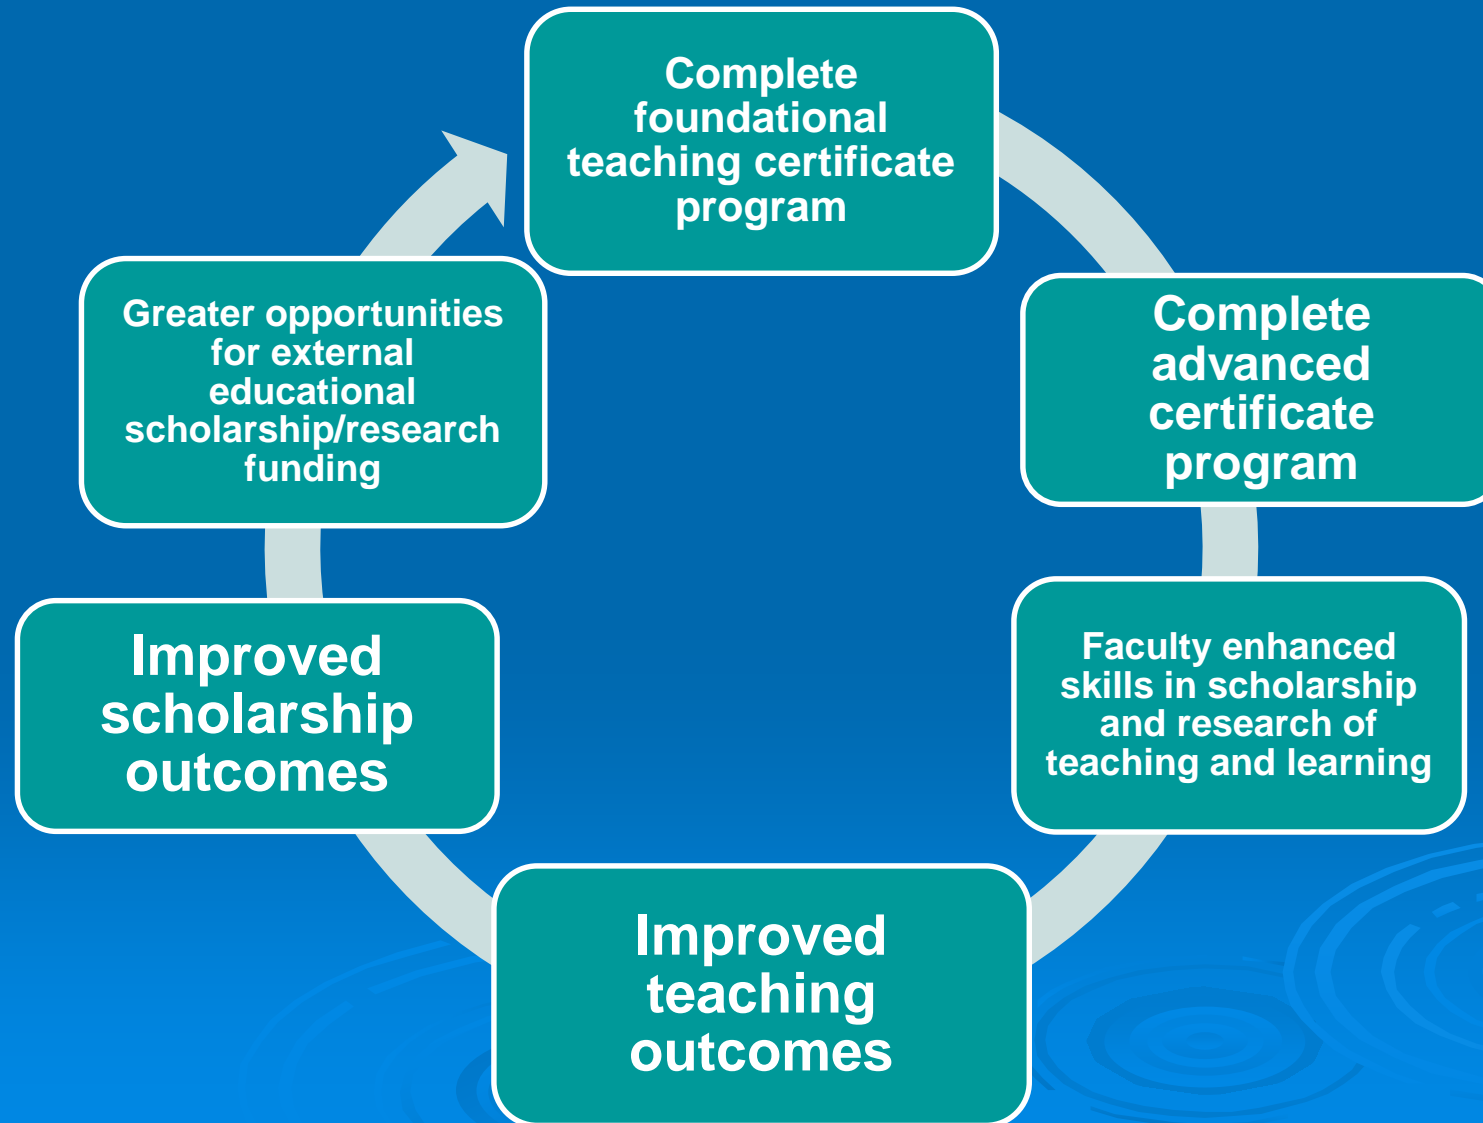 Complete
foundational
teaching certificate
program
Complete
advanced
certificate
program
Faculty enhanced
skills in scholarship
and research of
teaching and learning
Improved
teaching
outcomes
Improved
scholarship
outcomes
Greater opportunities
for external
educational
scholarship/research
funding